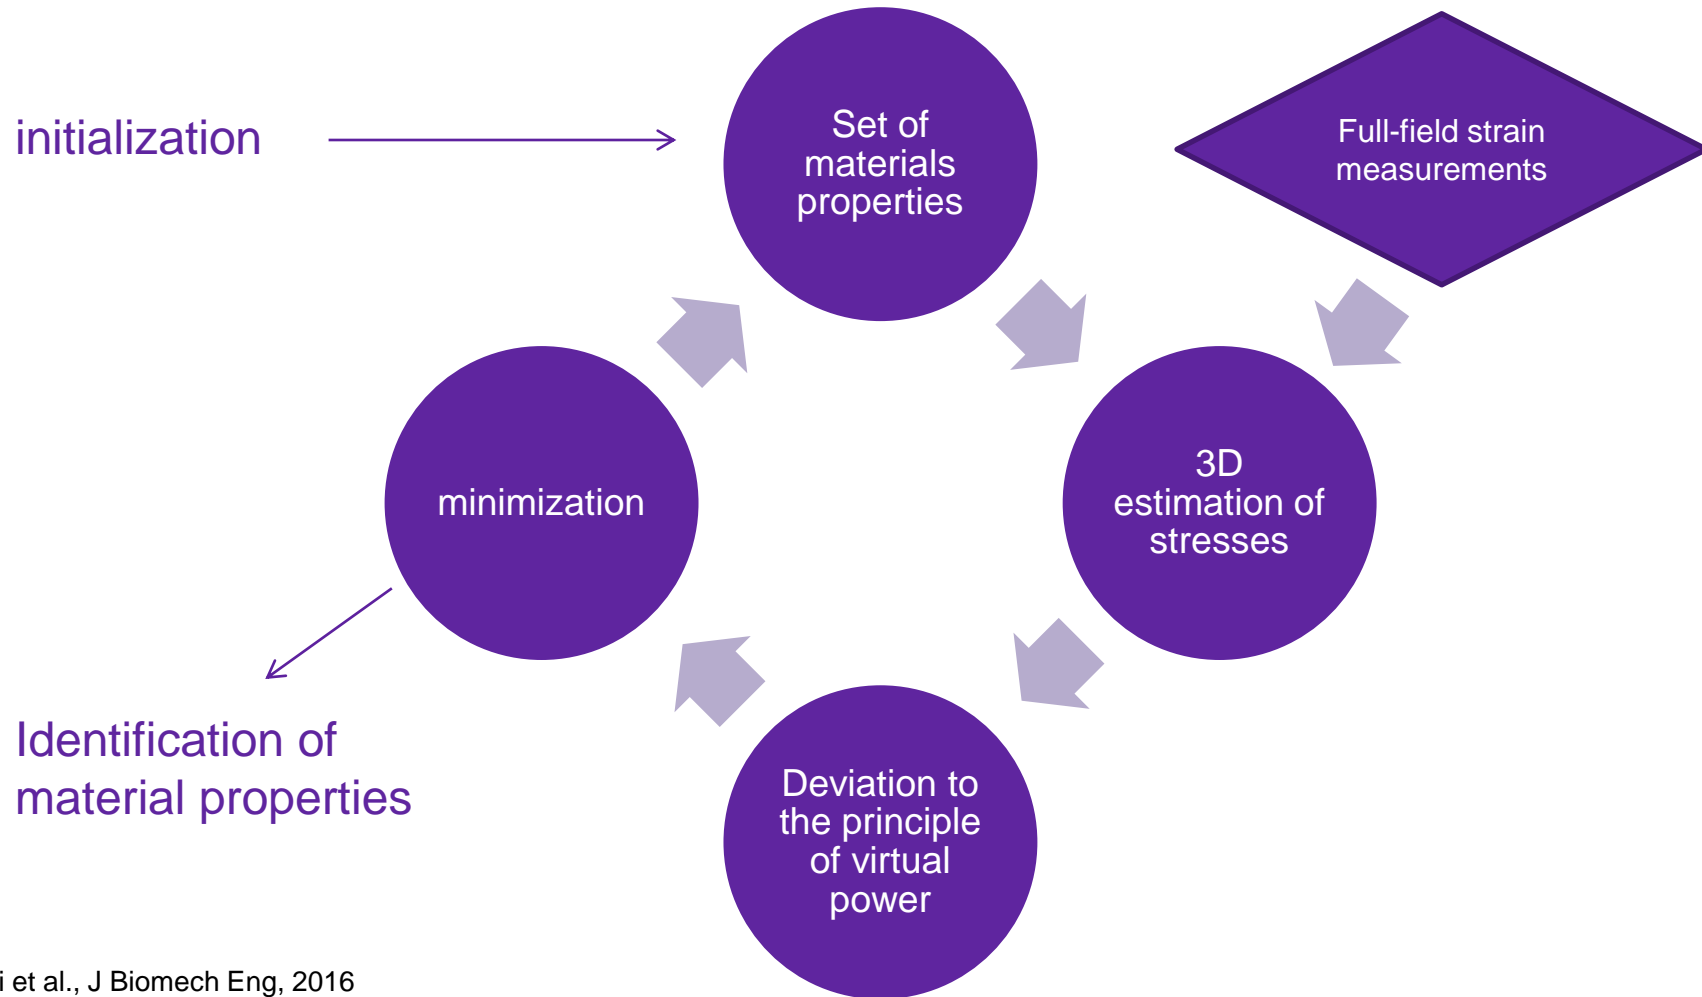 initialization
Set of
materials
properties
Full-field strain
measurements
minimization
3D
estimation of
stresses
Identification of
material properties
Deviation to
the principle
of virtual
power
et al., J Biomech Eng, 2016